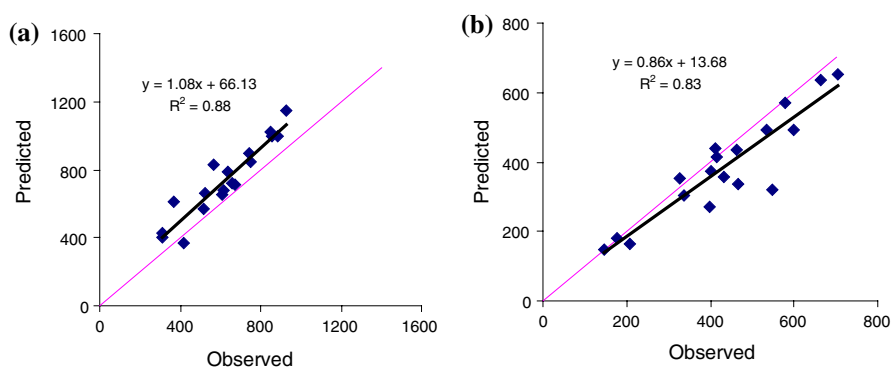 (a)
1600
1200
800
400
0
0 400 800 1200 1600
Predicted
Observed
y = 1.08x + 66.13
R² = 0.88
(b)
800
600
400
200
0
0 200 400 600 800
Predicted
Observed
y = 0.86x + 13.68
R² = 0.83